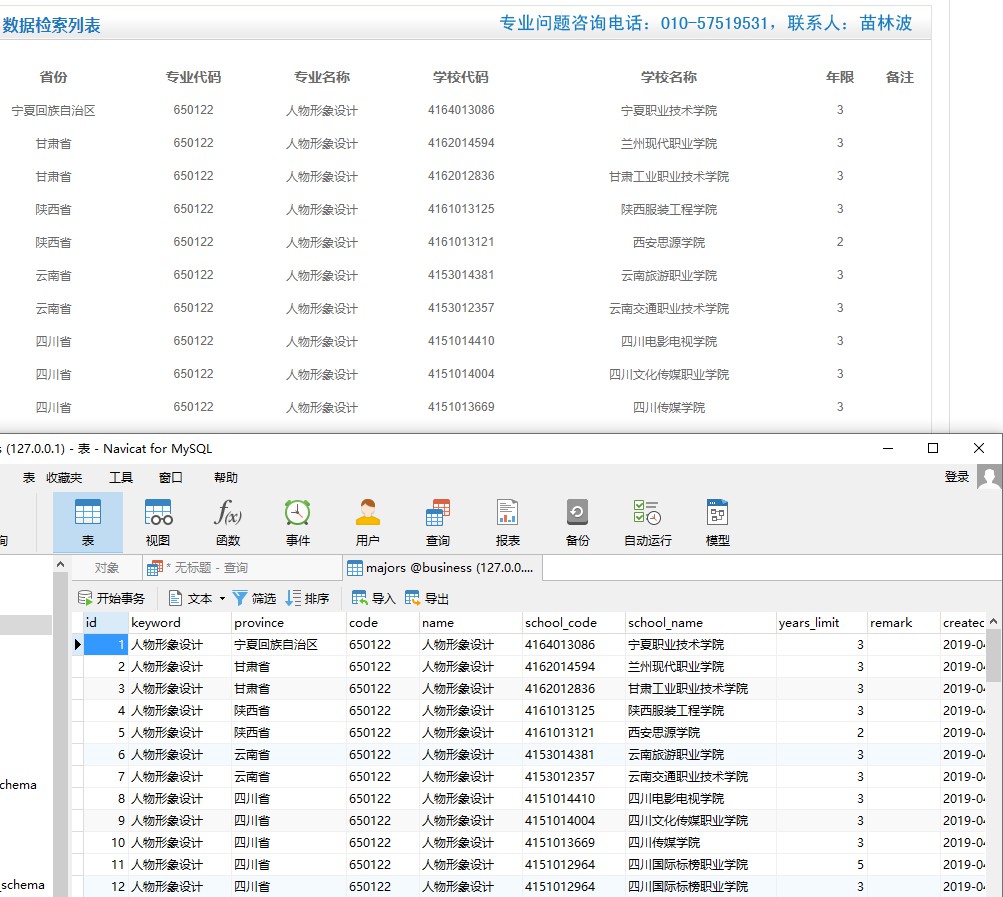 数据检索列表 专业问题咨询电话：010-57519531，联系人：苗林波
省份 专业代码 专业名称 学校代码 学校名称 年限 备注
宁夏回族自治区 650122 人物形象设计 4164013086 宁夏职业技术学院 3
甘肃省 650122 人物形象设计 4162014594 兰州现代职业学院 3
甘肃省 650122 人物形象设计 4162012836 甘肃工业职业技术学院 3
陕西省 650122 人物形象设计 4161013125 陕西服装工程学院 3
陕西省 650122 人物形象设计 4161013121 西安思源学院 2
云南省 650122 人物形象设计 4153014381 云南旅游职业学院 3
云南省 650122 人物形象设计 4153012357 云南交通职业技术学院 3
四川省 650122 人物形象设计 4151014410 四川电影电视学院 3
四川省 650122 人物形象设计 4151014004 四川文化传媒职业学院 3
四川省 650122 人物形象设计 4151013669 四川传媒学院 3
s (127.0.0.1) - 表 - Navicat for MySQL
表 收藏夹 工具 窗口 帮助 登录
询 表 视图 函数 事件 用户 查询 报表 备份 自动运行 模型
对象 * 无标题 - 查询 majors @business (127.0.0....
开始事务 文本 筛选 排序 导入 导出
id keyword province code name school_code school_name years_limit remark created
1 人物形象设计 宁夏回族自治区 650122 人物形象设计 4164013086 宁夏职业技术学院 3 2019-04
2 人物形象设计 甘肃省 650122 人物形象设计 4162014594 兰州现代职业学院 3 2019-04
3 人物形象设计 甘肃省 650122 人物形象设计 4162012836 甘肃工业职业技术学院 3 2019-04
4 人物形象设计 陕西省 650122 人物形象设计 4161013125 陕西服装工程学院 3 2019-04
5 人物形象设计 陕西省 650122 人物形象设计 4161013121 西安思源学院 2 2019-04
6 人物形象设计 云南省 650122 人物形象设计 4153014381 云南旅游职业学院 3 2019-04
7 人物形象设计 云南省 650122 人物形象设计 4153012357 云南交通职业技术学院 3 2019-04
chema
8 人物形象设计 四川省 650122 人物形象设计 4151014410 四川电影电视学院 3 2019-04
9 人物形象设计 四川省 650122 人物形象设计 4151014004 四川文化传媒职业学院 3 2019-04
10 人物形象设计 四川省 650122 人物形象设计 4151013669 四川传媒学院 3 2019-04
11 人物形象设计 四川省 650122 人物形象设计 4151012964 四川国际标榜职业学院 5 2019-04
_schema 12 人物形象设计 四川省 650122 人物形象设计 4151012964 四川国际标榜职业学院 3 2019-04